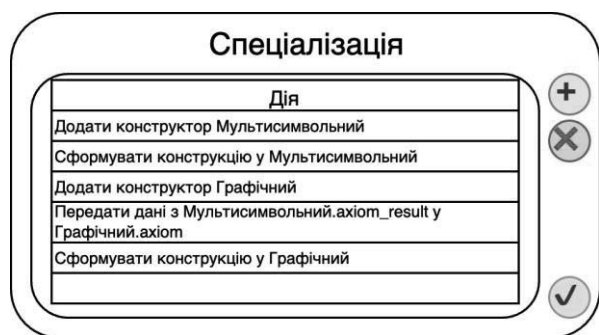 Спеціалізація
Дія
Додати конструктор Мультисимвольний
Сформувати конструкцію у Мультисимвольний
Додати конструктор Графічний
Передати дані з Мультисимвольний.axiom_result у
Графічний.axiom
Сформувати конструкцію у Графічний